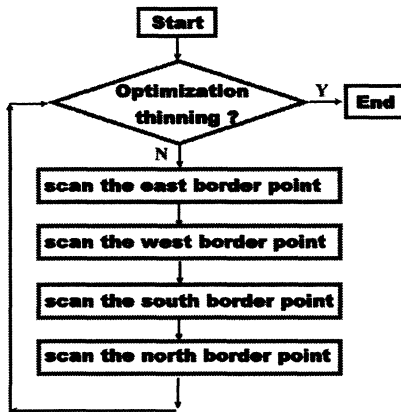 Start
Optimization
thinning ?
Y
End
N
scan the east border point
scan the west border point
scan the south border point
scan the north border point